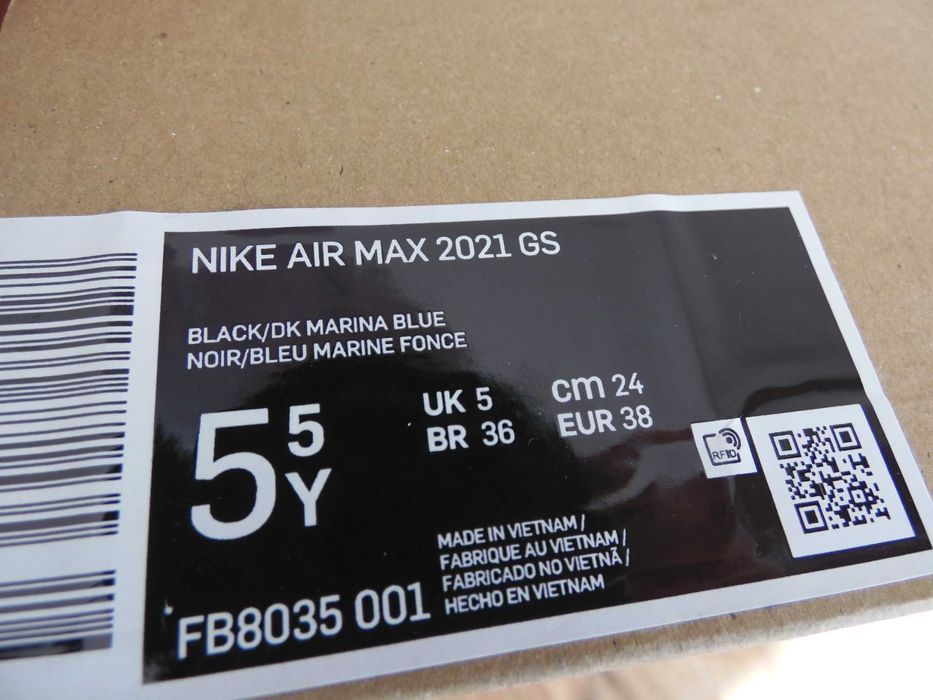 NIKE AIR MAX 2021 GS
BLACK/DK MARINA BLUE
NOIR/BLEU MARINE FONCE
5 5 Y
UK 5
BR 36
cm 24
EUR 38
RFID
MADE IN VIETNAM /
FABRIQUE AU VIETNAM /
FABRICADO NO VIETNÃ /
HECHO EN VIETNAM
FB8035 001